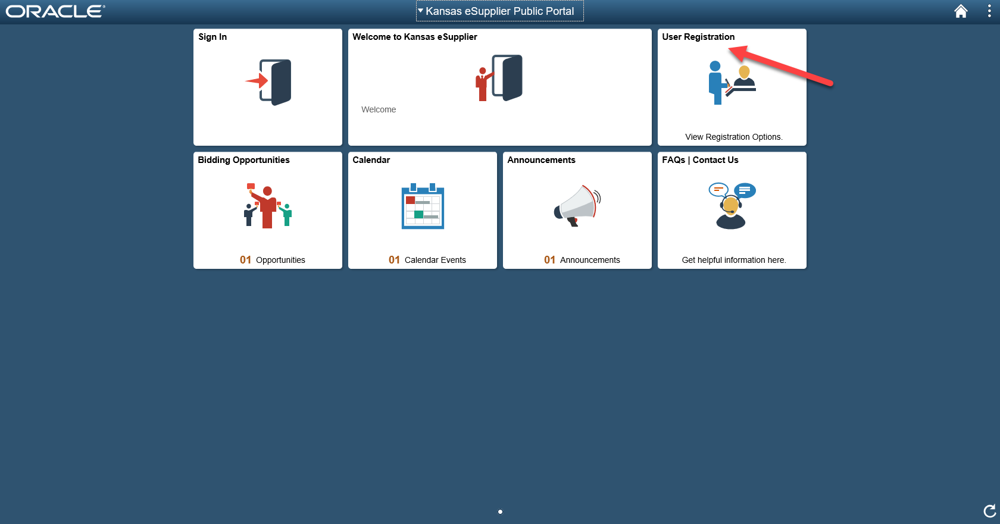 ORACLE®
Kansas eSupplier Public Portal
Sign In
Welcome to Kansas eSupplier
Welcome
User Registration
View Registration Options.
Bidding Opportunities
01 Opportunities
Calendar
01 Calendar Events
Announcements
01 Announcements
FAQs | Contact Us
Get helpful information here.